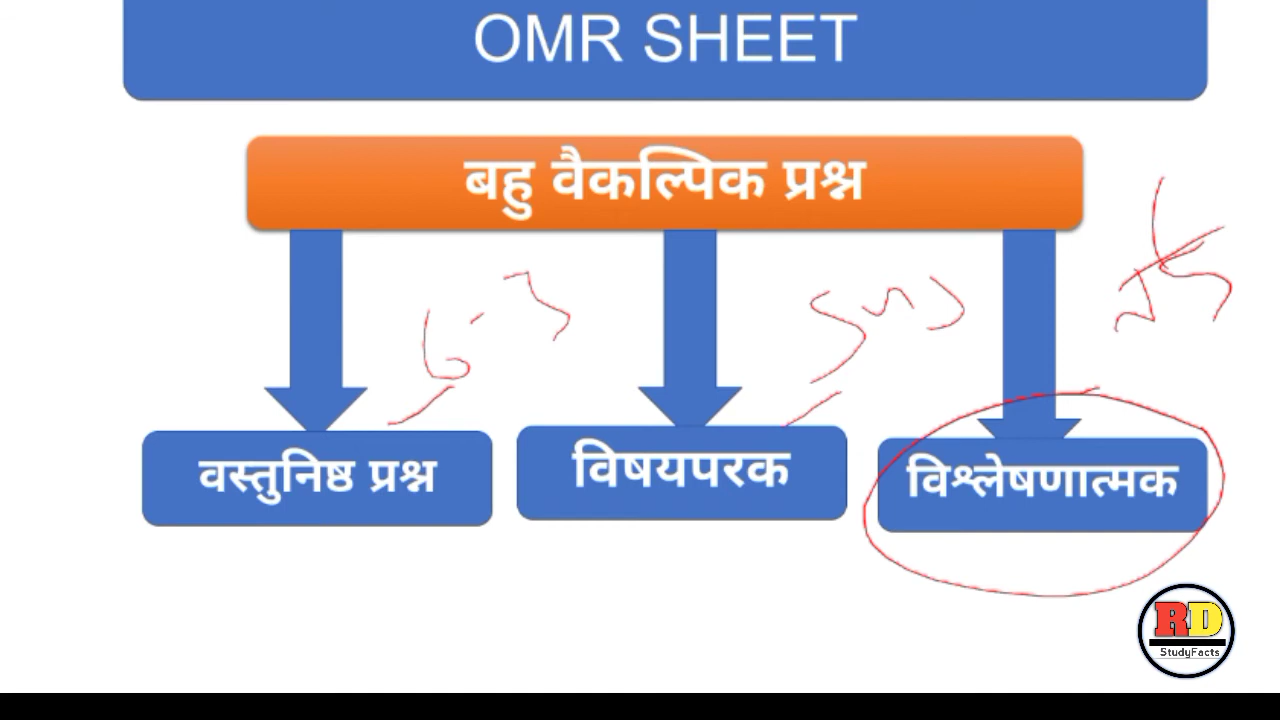 OMR SHEET
बहु वैकल्पिक प्रश्न
वस्तुनिष्ठ प्रश्न
विषयपरक
विश्लेषणात्मक
RD
StudyFacts